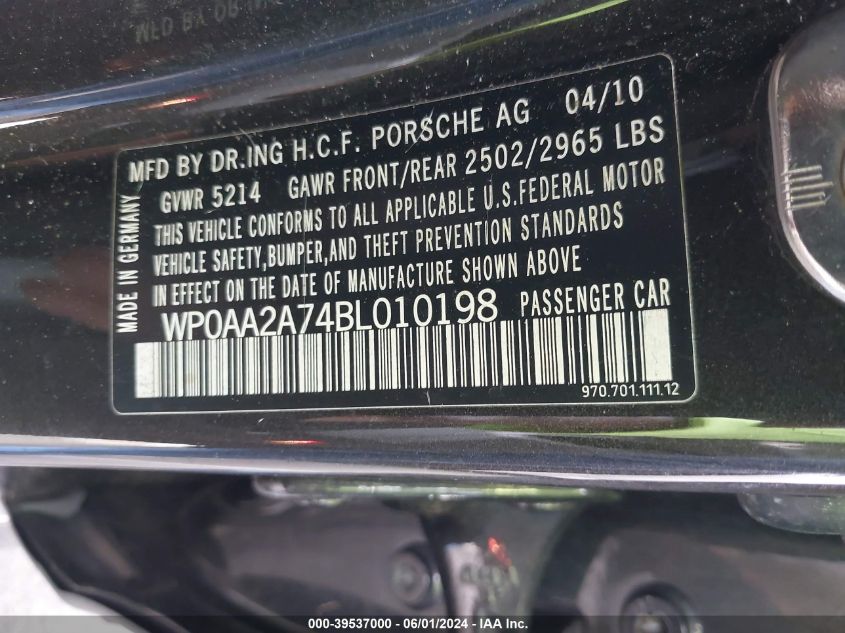 MFD BY DR.ING H.C.F. PORSCHE AG 04/10
GVWR 5214 GAWR FRONT/REAR 2502/2965 LBS
THIS VEHICLE CONFORMS TO ALL APPLICABLE U.S.FEDERAL MOTOR
VEHICLE SAFETY,BUMPER,AND THEFT PREVENTION STANDARDS
IN EFFECT ON THE DATE OF MANUFACTURE SHOWN ABOVE
WP0AA2A74BL010198 PASSENGER CAR
970.701.111.12
MADE IN GERMANY
000-39537000 - 06/01/2024 - IAAI.com